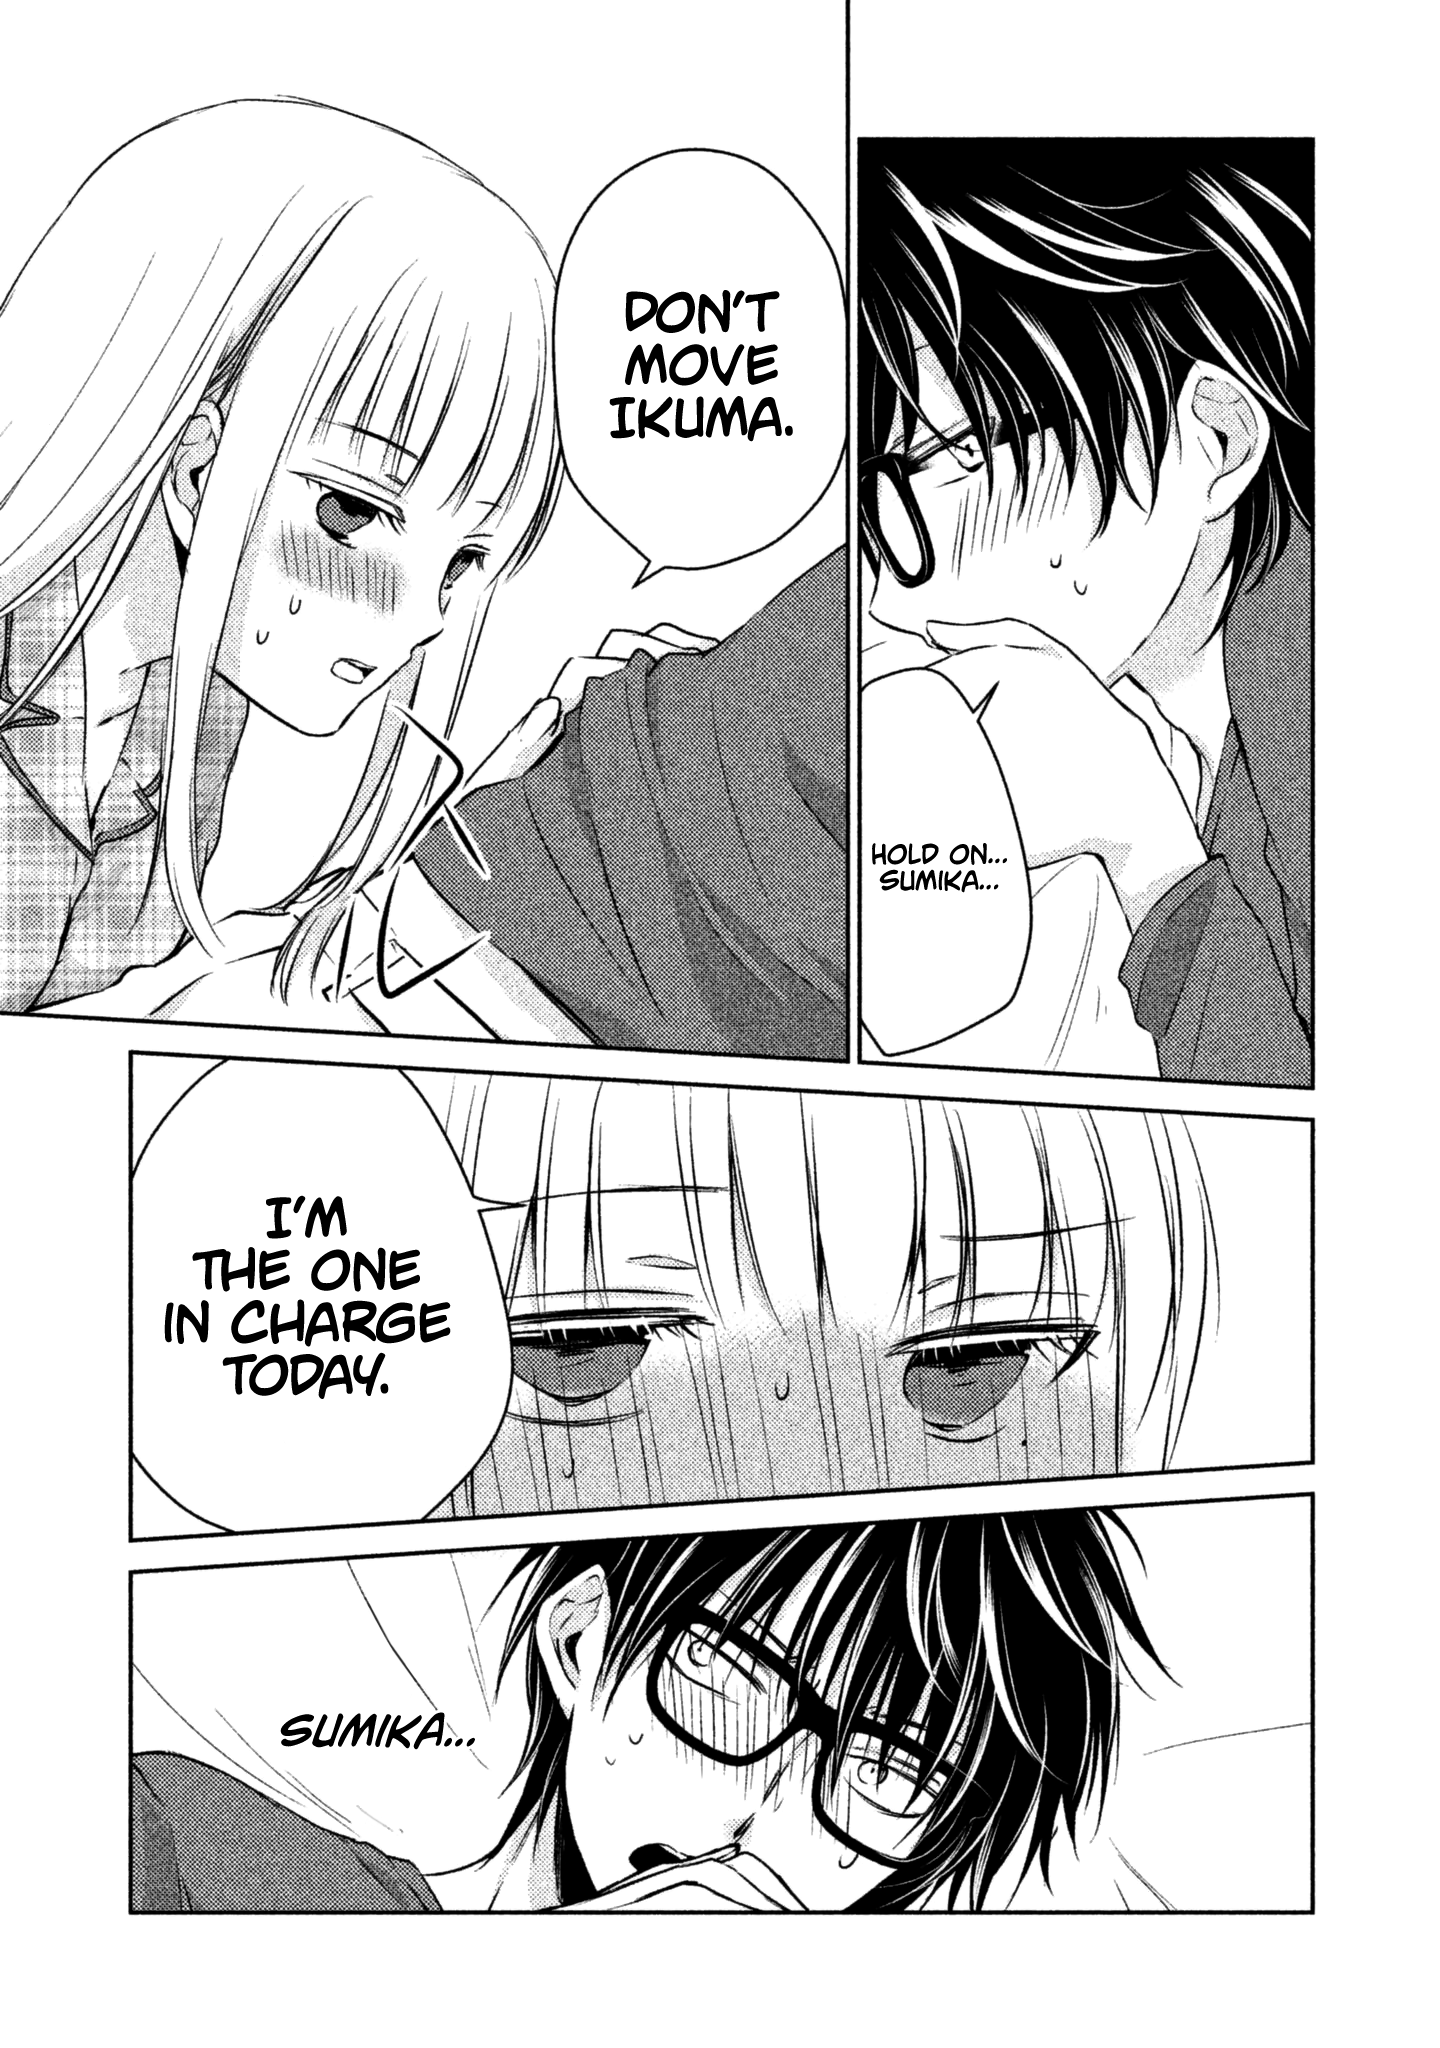 HOLD ON...
SUMIKA...
DON'T
MOVE
IKUMA.
I'M
THE ONE
IN CHARGE
TODAY.
SUMIKA...